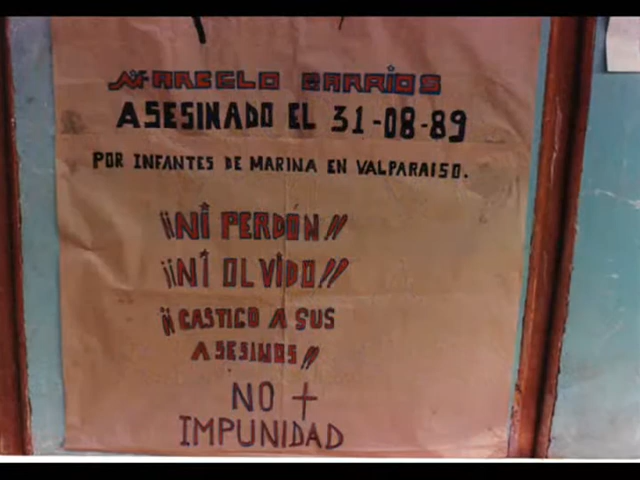 MARCELO BARRIOS
ASESINADO EL 31-08-89
POR INFANTES DE MARINA EN VALPARAISO.
¡¡NI PERDÓN!!
¡¡NI OLVIDO!!
¡¡CASTIGO A SUS
ASESINOS!!
NO +
IMPUNIDAD